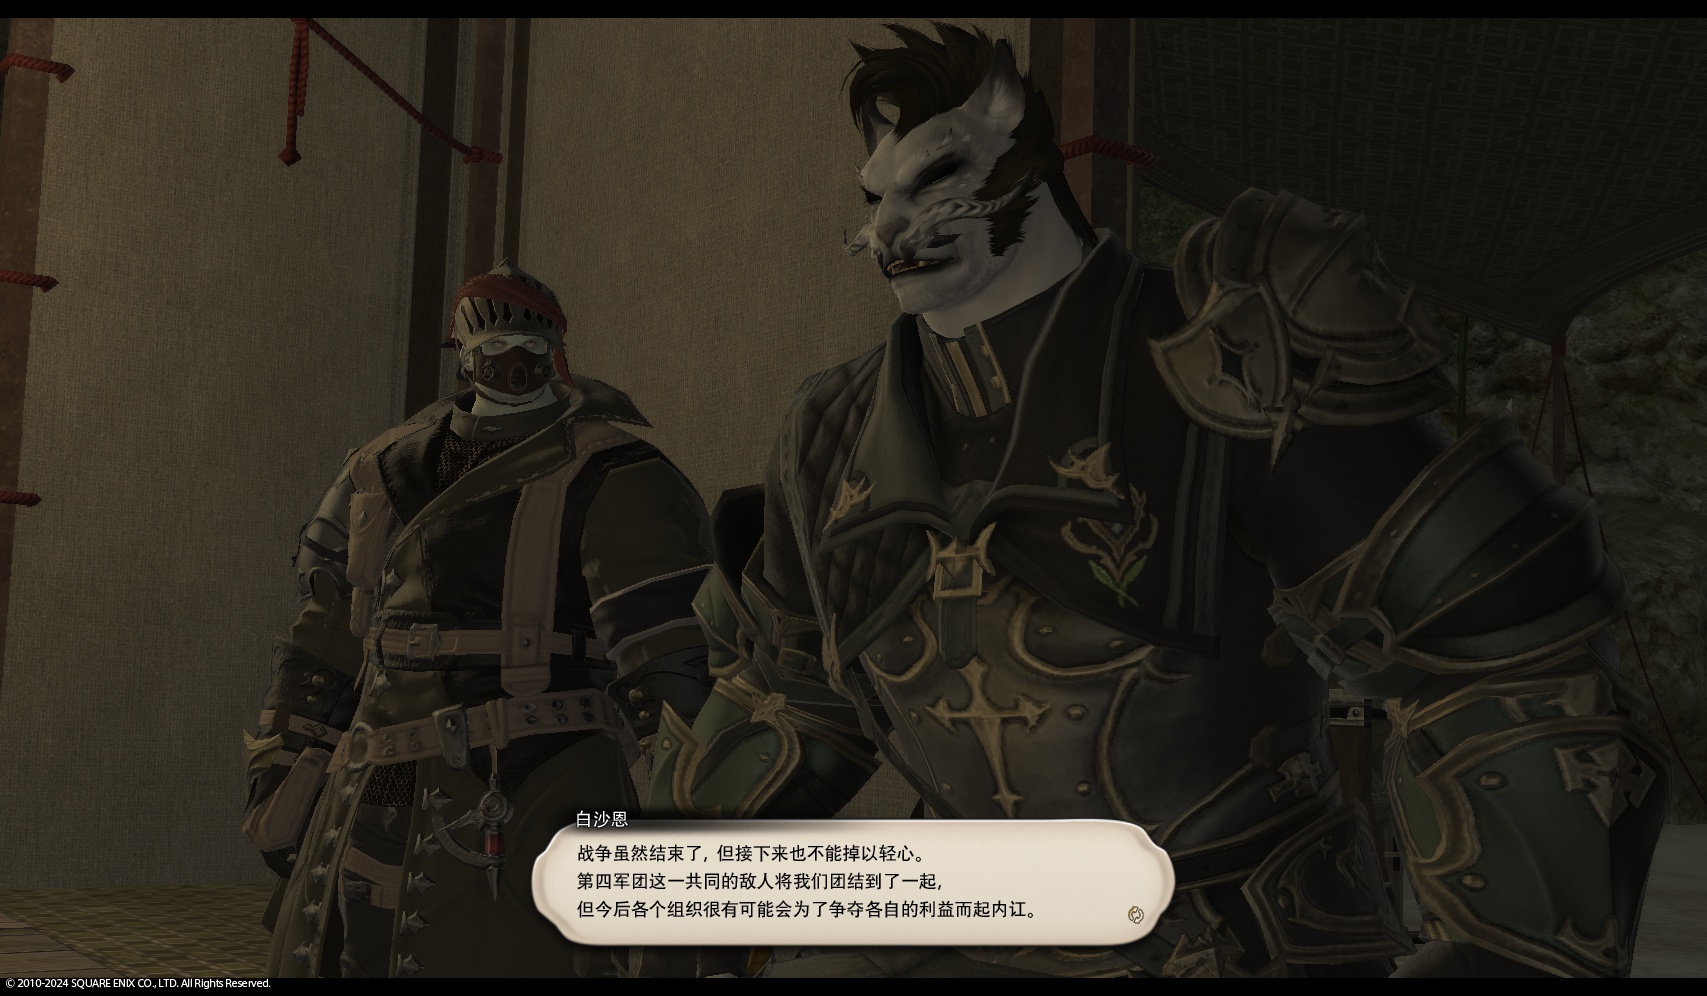 白沙恩
战争虽然结束了, 但接下来也不能掉以轻心。
第四军团这一共同的敌人将我们团结到了一起,
但今后各个组织很有可能会为了争夺各自的利益而起内讧。
© 2010-2024 SQUARE ENIX CO., LTD. All Rights Reserved.